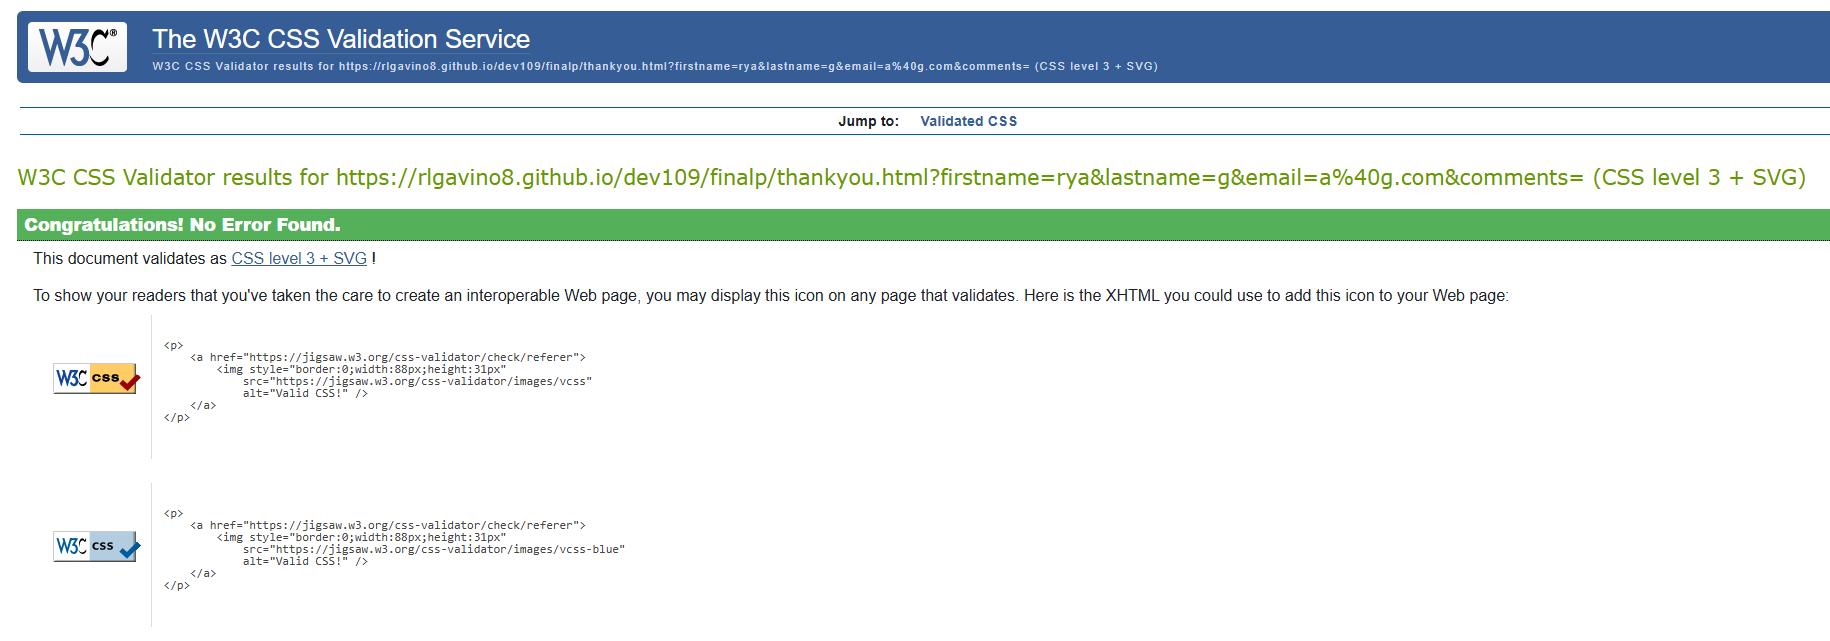 W3C®
The W3C CSS Validation Service
W3C CSS Validator results for https://rlgavino8.github.io/dev109/finalp/thankyou.html?firstname=rya&lastname=g&email=a%40g.com&comments= (CSS level 3 + SVG)
Jump to: Validated CSS
W3C CSS Validator results for https://rlgavino8.github.io/dev109/finalp/thankyou.html?firstname=rya&lastname=g&email=a%40g.com&comments= (CSS level 3 + SVG)
Congratulations! No Error Found.
This document validates as CSS level 3 + SVG !
To show your readers that you've taken the care to create an interoperable Web page, you may display this icon on any page that validates. Here is the XHTML you could use to add this icon to your Web page:
W3C css
<p>
<a href="https://jigsaw.w3.org/css-validator/check/referer">
<img style="border:0;width:88px;height:31px"
src="https://jigsaw.w3.org/css-validator/images/vcss"
alt="Valid CSS!" />
</a>
</p>
W3C css
<p>
<a href="https://jigsaw.w3.org/css-validator/check/referer">
<img style="border:0;width:88px;height:31px"
src="https://jigsaw.w3.org/css-validator/images/vcss-blue"
alt="Valid CSS!" />
</a>
</p>